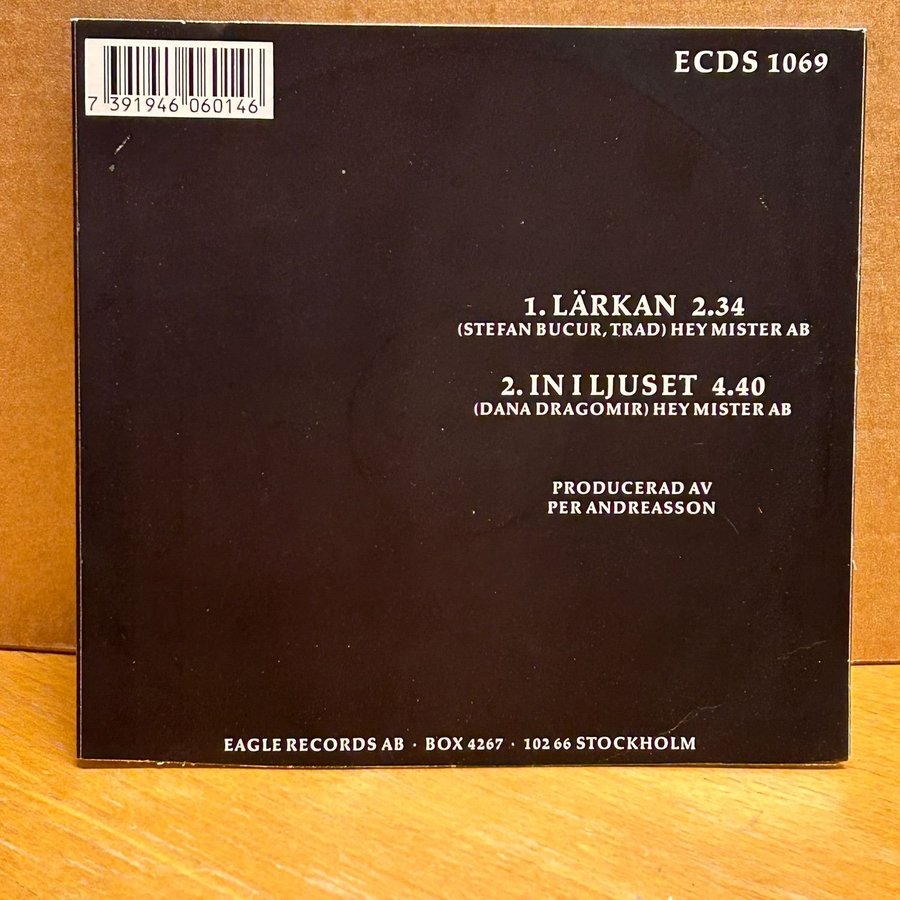 7 391946 060146
ECDS 1069
1. LÄRKAN 2.34
(STEFAN BUCUR, TRAD) HEY MISTER AB
2. IN I LJUSET 4.40
(DANA DRAGOMIR) HEY MISTER AB
PRODUCERAD AV
PER ANDREASSON
EAGLE RECORDS AB · BOX 4267 · 102 66 STOCKHOLM